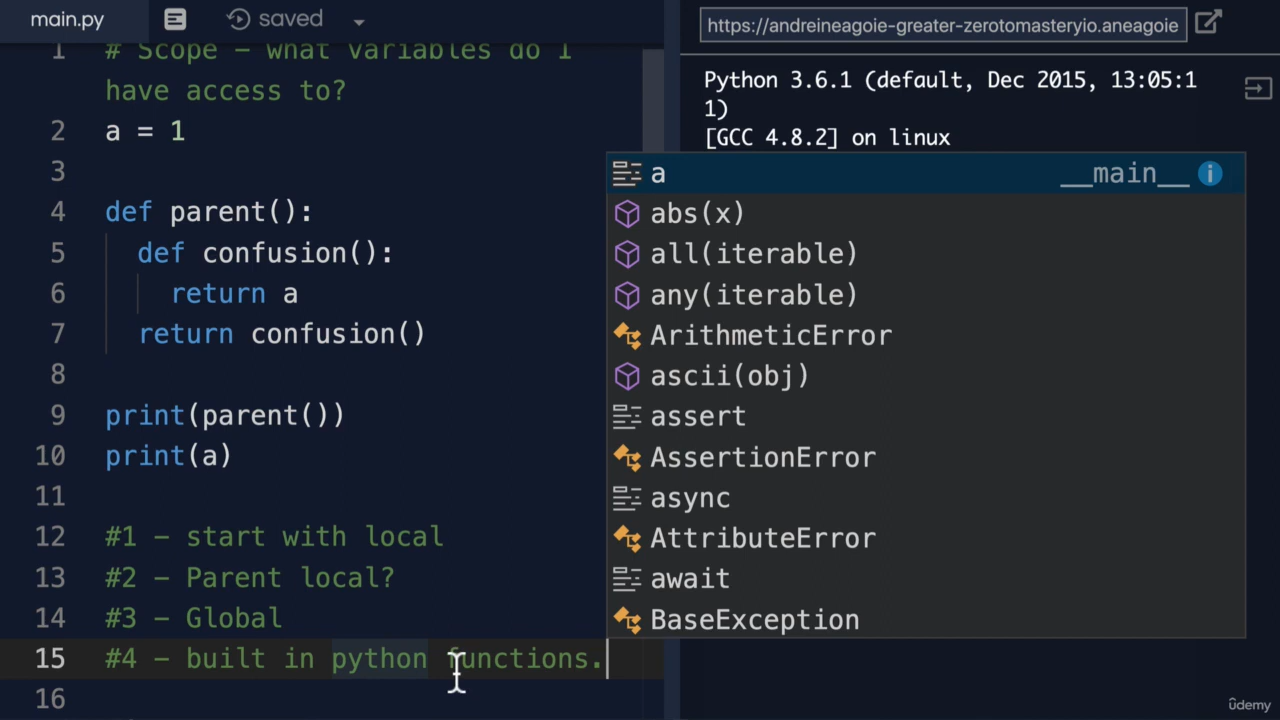 main.py
saved
https://andreineagoie-greater-zerotomasteryio.aneagoie
1 # Scope – what variables do I
have access to?
2 a = 1
3
4 def parent():
5 def confusion():
6 return a
7 return confusion()
8
9 print(parent())
10 print(a)
11
12 #1 – start with local
13 #2 – Parent local?
14 #3 – Global
15 #4 – built in python functions.
16
Python 3.6.1 (default, Dec 2015, 13:05:1
1)
[GCC 4.8.2] on linux
a __main__
abs(x)
all(iterable)
any(iterable)
ArithmeticError
ascii(obj)
assert
AssertionError
async
AttributeError
await
BaseException
ûdemy